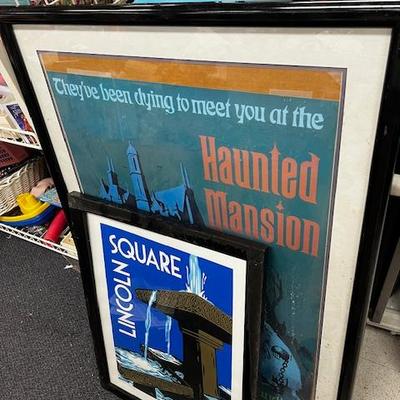 They've been dying to meet you at the
Haunted
Mansion
LINCOLN
SQUARE